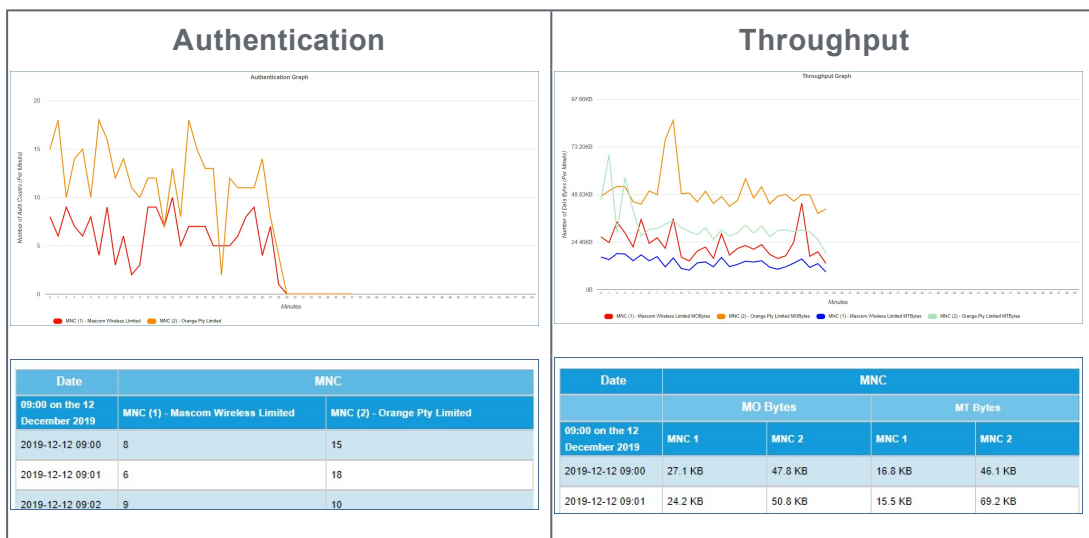 Authentication
Authentication Graph
20
15
10
5
0
Number of Auth Counts (Per Minute)
Minutes
MNC (1) - Mascom Wireless Limited MNC (2) - Orange Pty Limited
Date MNC
09:00 on the 12 December 2019 MNC (1) - Mascom Wireless Limited MNC (2) - Orange Pty Limited
2019-12-12 09:00 8 15
2019-12-12 09:01 6 18
2019-12-12 09:02 9 10
Throughput
Throughput Graph
97.66KB
73.20KB
48.83KB
24.46KB
0B
Number of Data Bytes (Per Minute)
Minutes
MNC (1) - Mascom Wireless Limited MOBytes MNC (2) - Orange Pty Limited MOBytes MNC (1) - Mascom Wireless Limited MTBytes MNC (2) - Orange Pty Limited MTBytes
Date MNC
MO Bytes MT Bytes
09:00 on the 12 December 2019 MNC 1 MNC 2 MNC 1 MNC 2
2019-12-12 09:00 27.1 KB 47.8 KB 16.8 KB 46.1 KB
2019-12-12 09:01 24.2 KB 50.8 KB 15.5 KB 69.2 KB